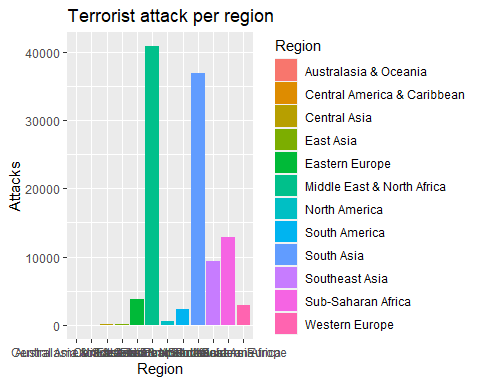 Terrorist attack per region
40000
30000
20000
10000
0
Attacks
Region
Region
Australasia & Oceania
Central America & Caribbean
Central Asia
East Asia
Eastern Europe
Middle East & North Africa
North America
South America
South Asia
Southeast Asia
Sub-Saharan Africa
Western Europe